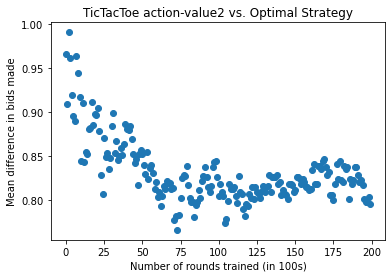 TicTacToe action-value2 vs. Optimal Strategy
1.00
0.95
0.90
0.85
0.80
Mean difference in bids made
0 25 50 75 100 125 150 175 200
Number of rounds trained (in 100s)